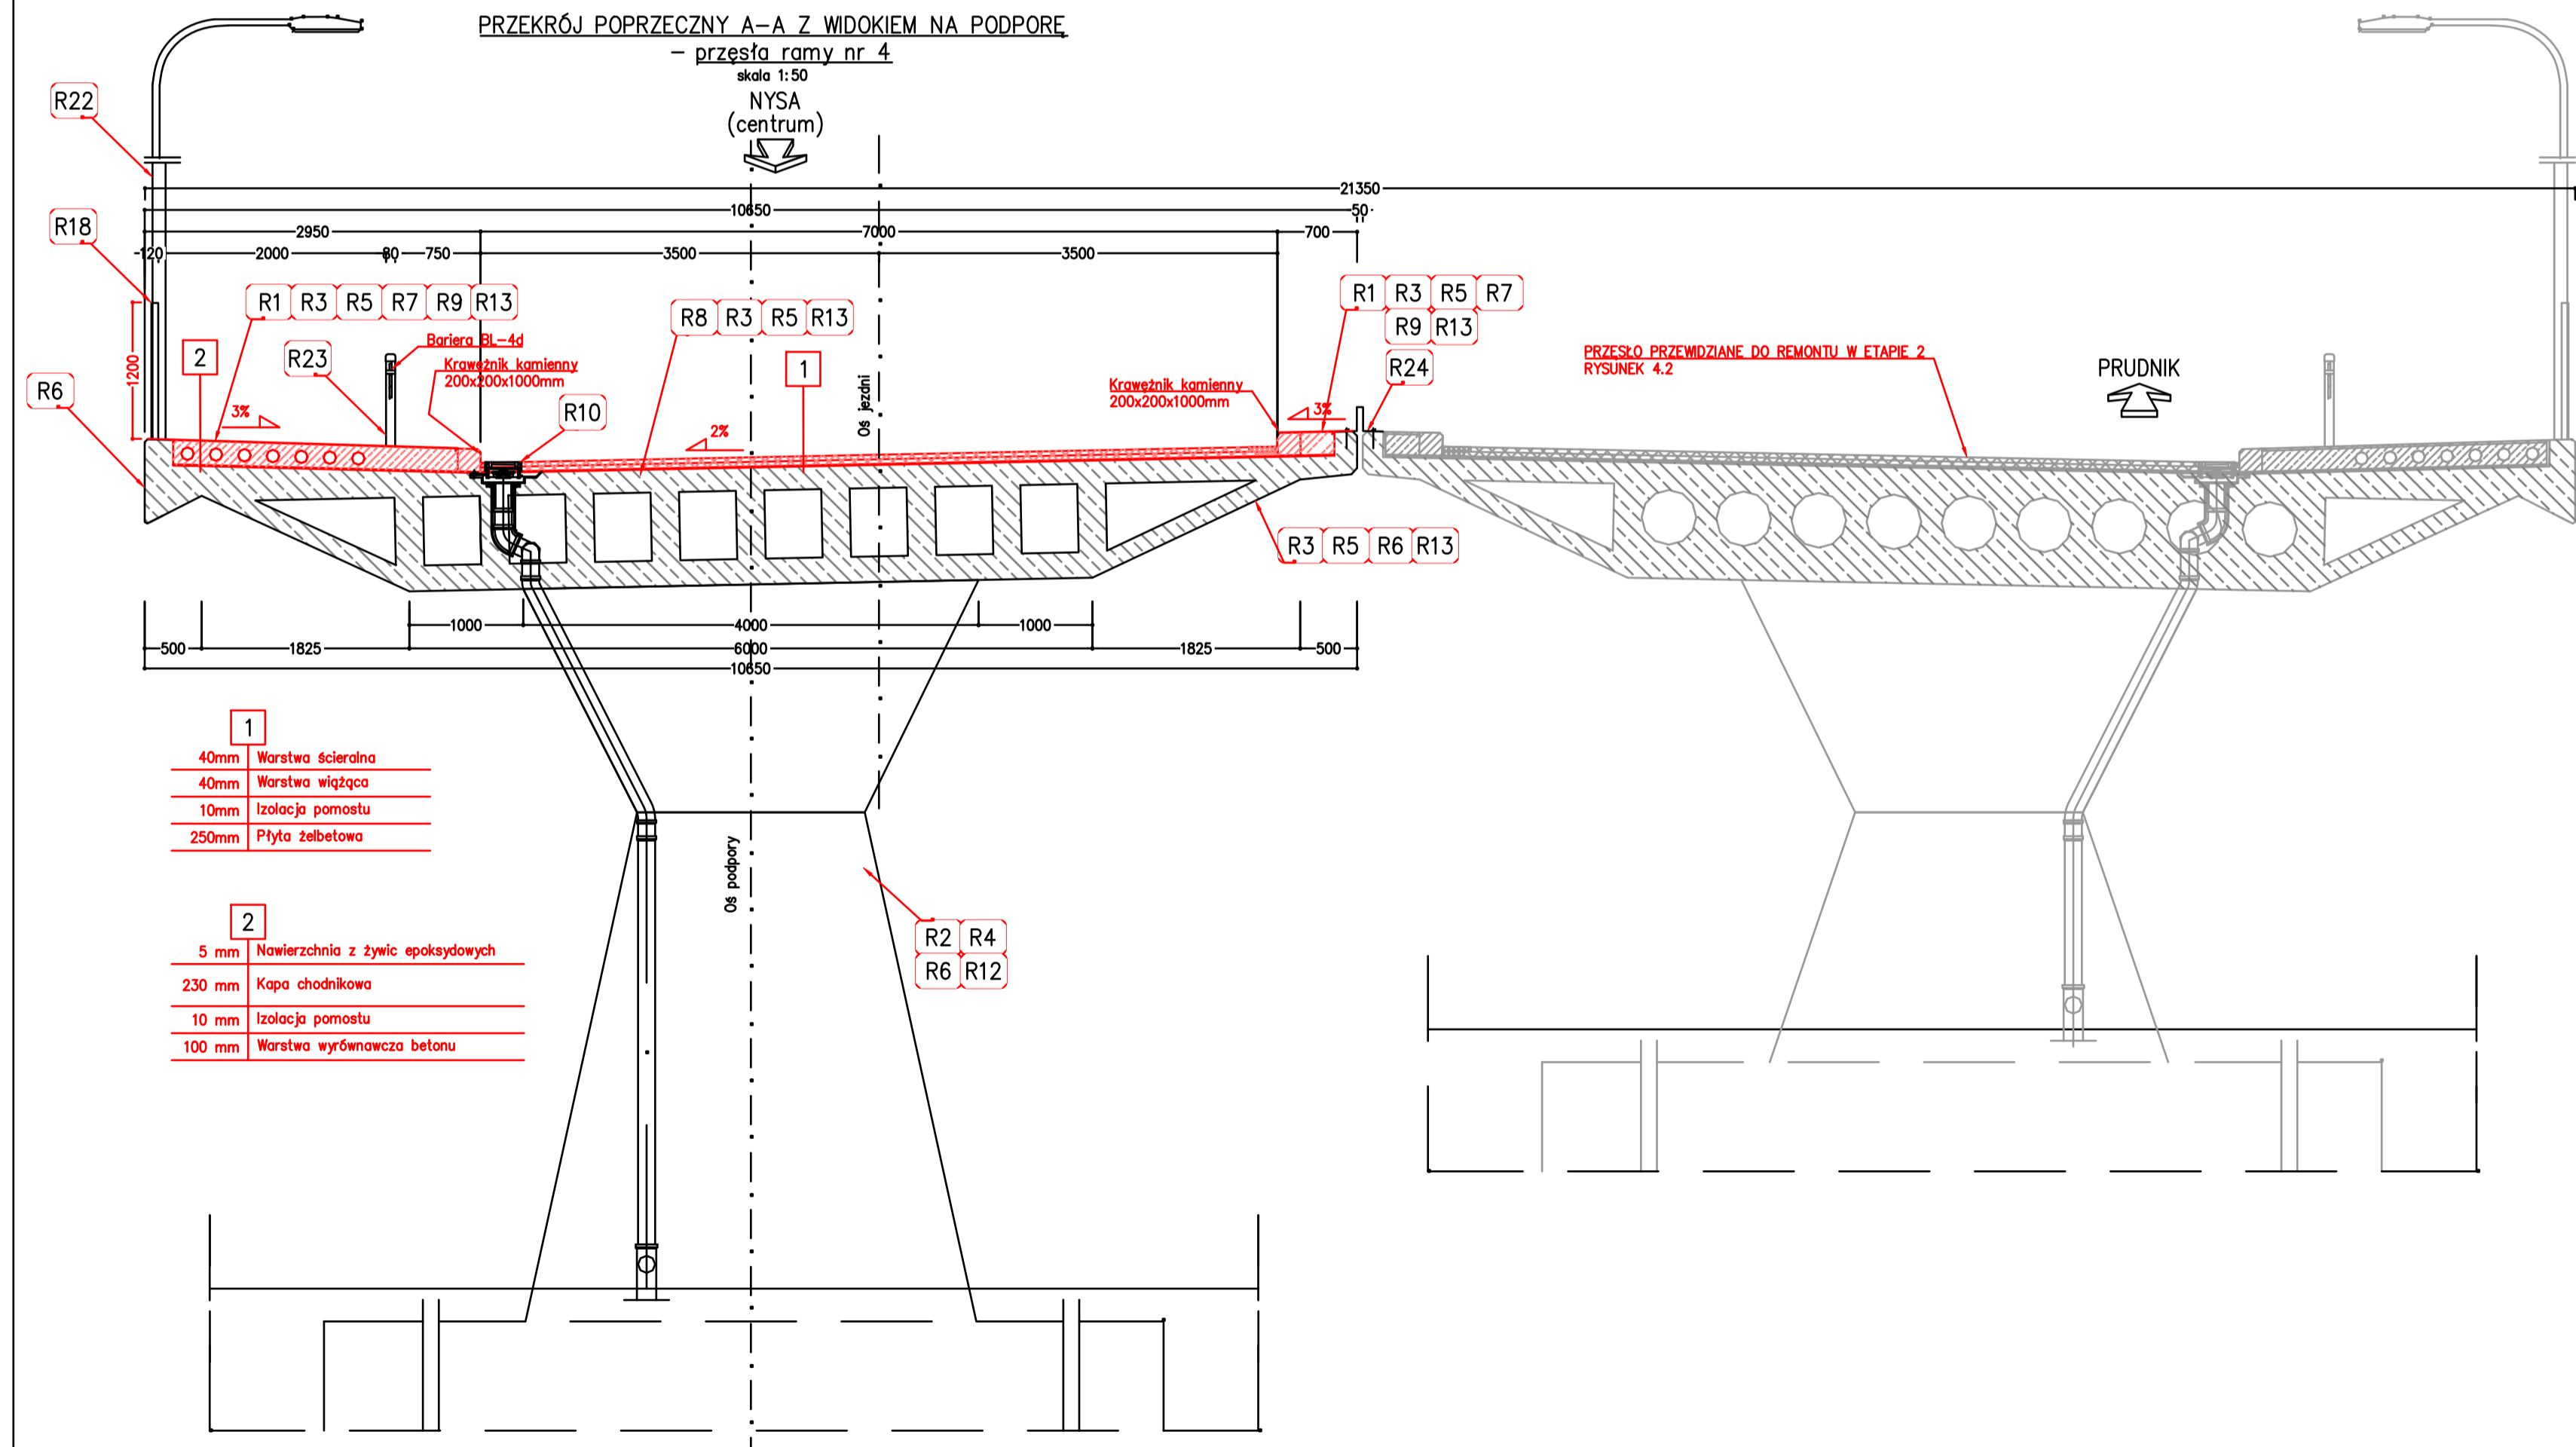 PRZEKRÓJ POPRZECZNY A-A Z WIDOKIEM NA PODPORĘ
- przęsła ramy nr 4
skala 1:50
NYSA
(centrum)
R22
21350
10650
50
R18
2950
7000
700
120
2000
80
750
3500
3500
R1 R3 R5 R7 R9 R13
R8 R3 R5 R13
R1 R3 R5 R7
R9 R13
1200
2
R23
Bariera BL-4d
Krawężnik kamienny
200x200x1000mm
1
Oś jezdni
R24
PRZĘSŁO PRZEWIDZIANE DO REMONTU W ETAPIE 2
RYSUNEK 4.2
PRUDNIK
R6
Krawężnik kamienny
200x200x1000mm
3%
R10
2%
3%
R3 R5 R6 R13
1000
4000
1000
500
1825
6000
1825
500
10650
1
40mm Warstwa ścieralna
40mm Warstwa wiążąca
10mm Izolacja pomostu
250mm Płyta żelbetowa
Oś podpory
2
5 mm Nawierzchnia z żywic epoksydowych
230 mm Kapa chodnikowa
10 mm Izolacja pomostu
100 mm Warstwa wyrównawcza betonu
R2 R4
R6 R12